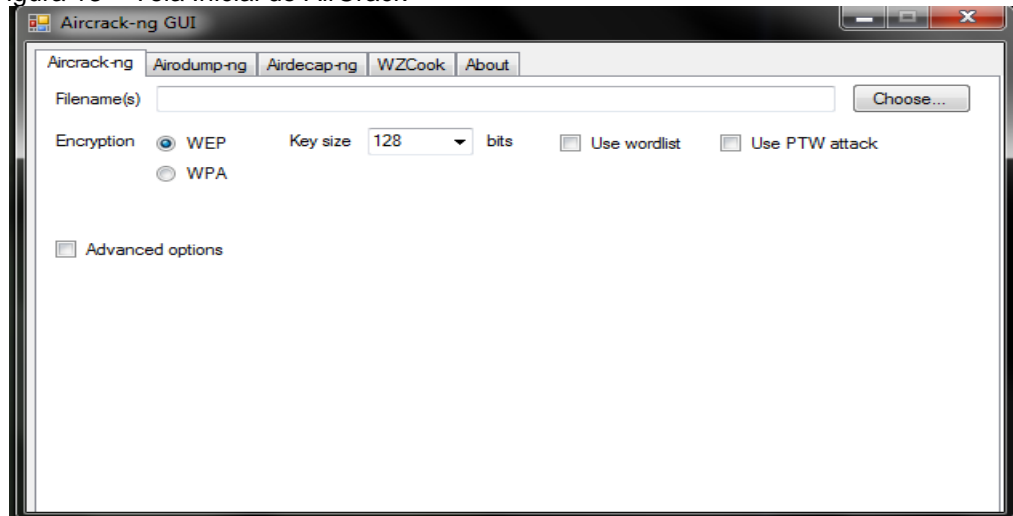 Aircrack-ng GUI
Aircrack-ng Airodump-ng Airdecap-ng WZCook About
Filename(s) Choose...
Encryption WEP Key size 128 bits Use wordlist Use PTW attack
WPA
Advanced options